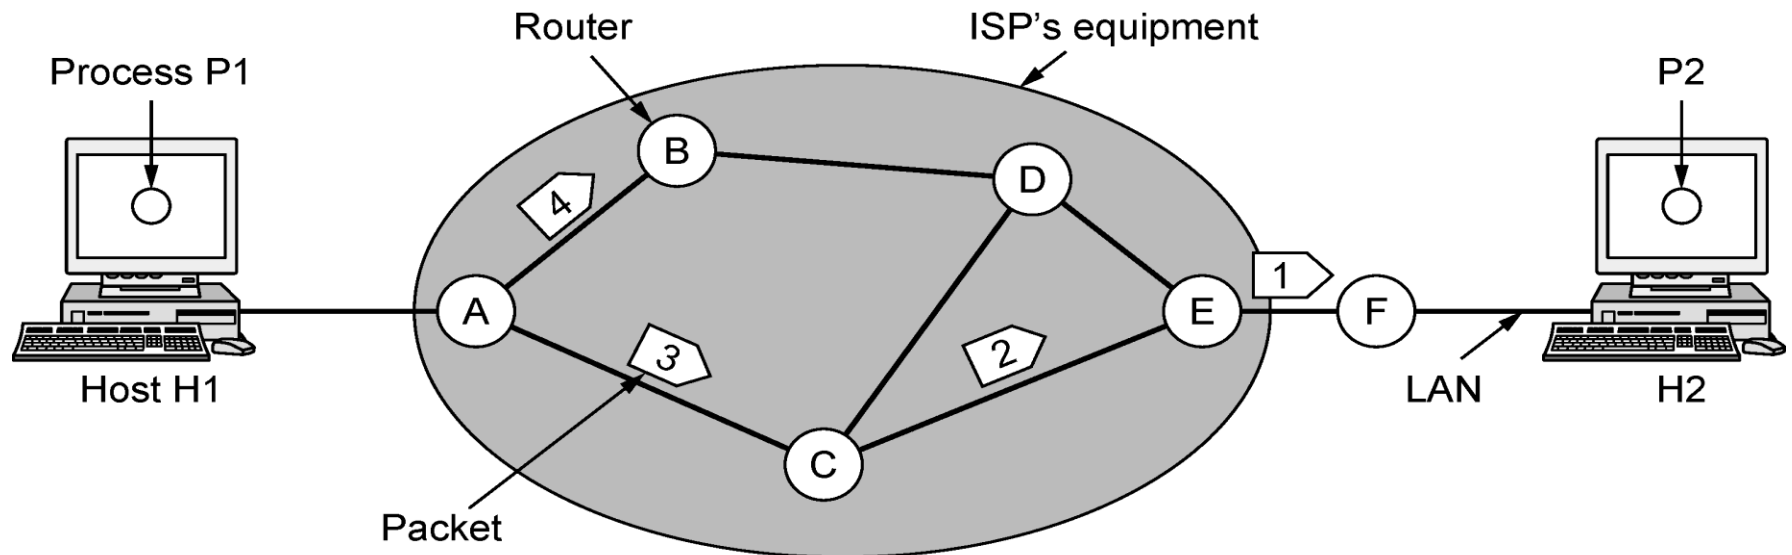 Router
ISP's equipment
Process P1
P2
B
D
4
1
A
E
F
3
2
Host H1
LAN
H2
C
Packet